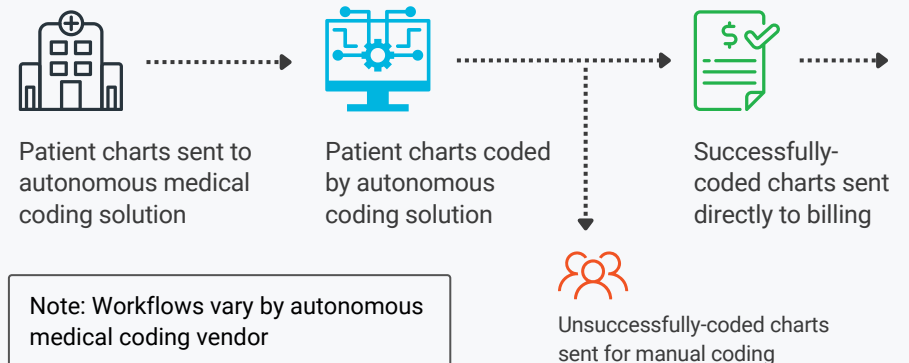 Patient charts sent to
autonomous medical
coding solution
Patient charts coded
by autonomous
coding solution
$
Successfully-
coded charts sent
directly to billing
Note: Workflows vary by autonomous
medical coding vendor
Unsuccessfully-coded charts
sent for manual coding